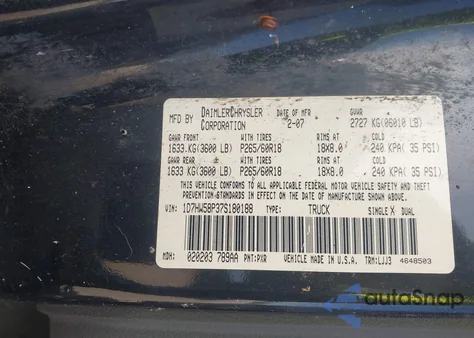 MFD BY DAIMLERCHRYSLER CORPORATION DATE OF MFR 2-07 GVWR 2727 KG(06010 LB)
GAWR FRONT WITH TIRES RIMS AT COLD
1633 KG(3600 LB) P265/60R18 18X8.0 240 KPA( 35 PSI)
GAWR REAR WITH TIRES RIMS AT COLD
1633 KG(3600 LB) P265/60R18 18X8.0 240 KPA( 35 PSI)
THIS VEHICLE CONFORMS TO ALL APPLICABLE FEDERAL MOTOR VEHICLE SAFETY AND THEFT
PREVENTION STANDARDS IN EFFECT ON THE DATE OF MANUFACTURE SHOWN ABOVE.
VIN: 1D7HW58P37S180188 TYPE: TRUCK SINGLE X DUAL
MDH: 020203 789AA PNT: PXR VEHICLE MADE IN U.S.A. TRM: LJJ3 4648503
autoSnap